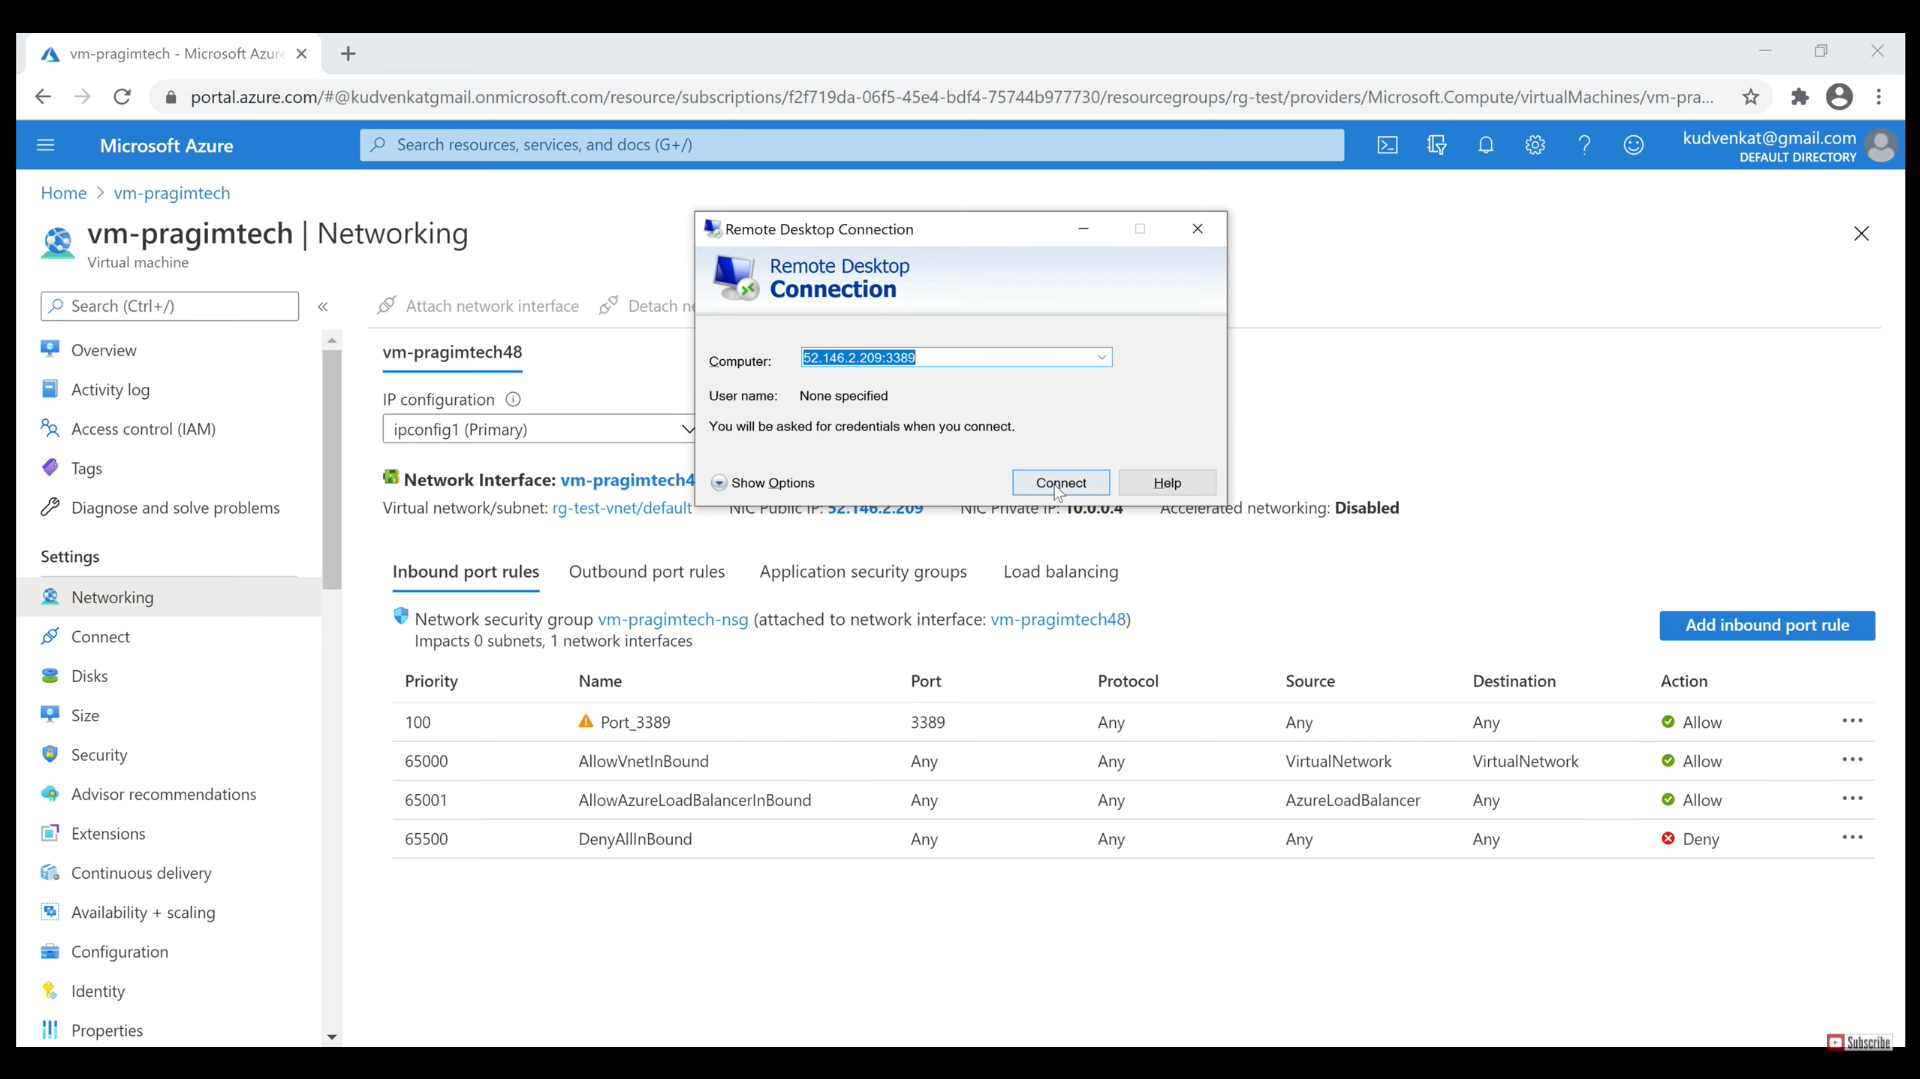 vm-pragimtech - Microsoft Azure
portal.azure.com/#@kudvenkatgmail.onmicrosoft.com/resource/subscriptions/f2f719da-06f5-45e4-bdf4-75744b977730/resourcegroups/rg-test/providers/Microsoft.Compute/virtualMachines/vm-pra...
Microsoft Azure
Search resources, services, and docs (G+/)
kudvenkat@gmail.com
DEFAULT DIRECTORY
Home > vm-pragimtech
vm-pragimtech | Networking
Virtual machine
Search (Ctrl+/)
«
Overview
Activity log
Access control (IAM)
Tags
Diagnose and solve problems
Settings
Networking
Connect
Disks
Size
Security
Advisor recommendations
Extensions
Continuous delivery
Availability + scaling
Configuration
Identity
Properties
Attach network interface
Detach ne
vm-pragimtech48
IP configuration
ipconfig1 (Primary)
Network Interface: vm-pragimtech4
Virtual network/subnet: rg-test-vnet/default NIC Public IP: 52.146.2.209 NIC Private IP: 10.0.0.4 Accelerated networking: Disabled
Remote Desktop Connection
Remote Desktop
Connection
Computer: 52.146.2.209:3389
User name: None specified
You will be asked for credentials when you connect.
Show Options
Connect
Help
Inbound port rules Outbound port rules Application security groups Load balancing
Network security group vm-pragimtech-nsg (attached to network interface: vm-pragimtech48)
Impacts 0 subnets, 1 network interfaces
Add inbound port rule
Priority Name Port Protocol Source Destination Action
100 Port_3389 3389 Any Any Any Allow
65000 AllowVnetInBound Any Any VirtualNetwork VirtualNetwork Allow
65001 AllowAzureLoadBalancerInBound Any Any AzureLoadBalancer Any Allow
65500 DenyAllInBound Any Any Any Any Deny
Subscribe